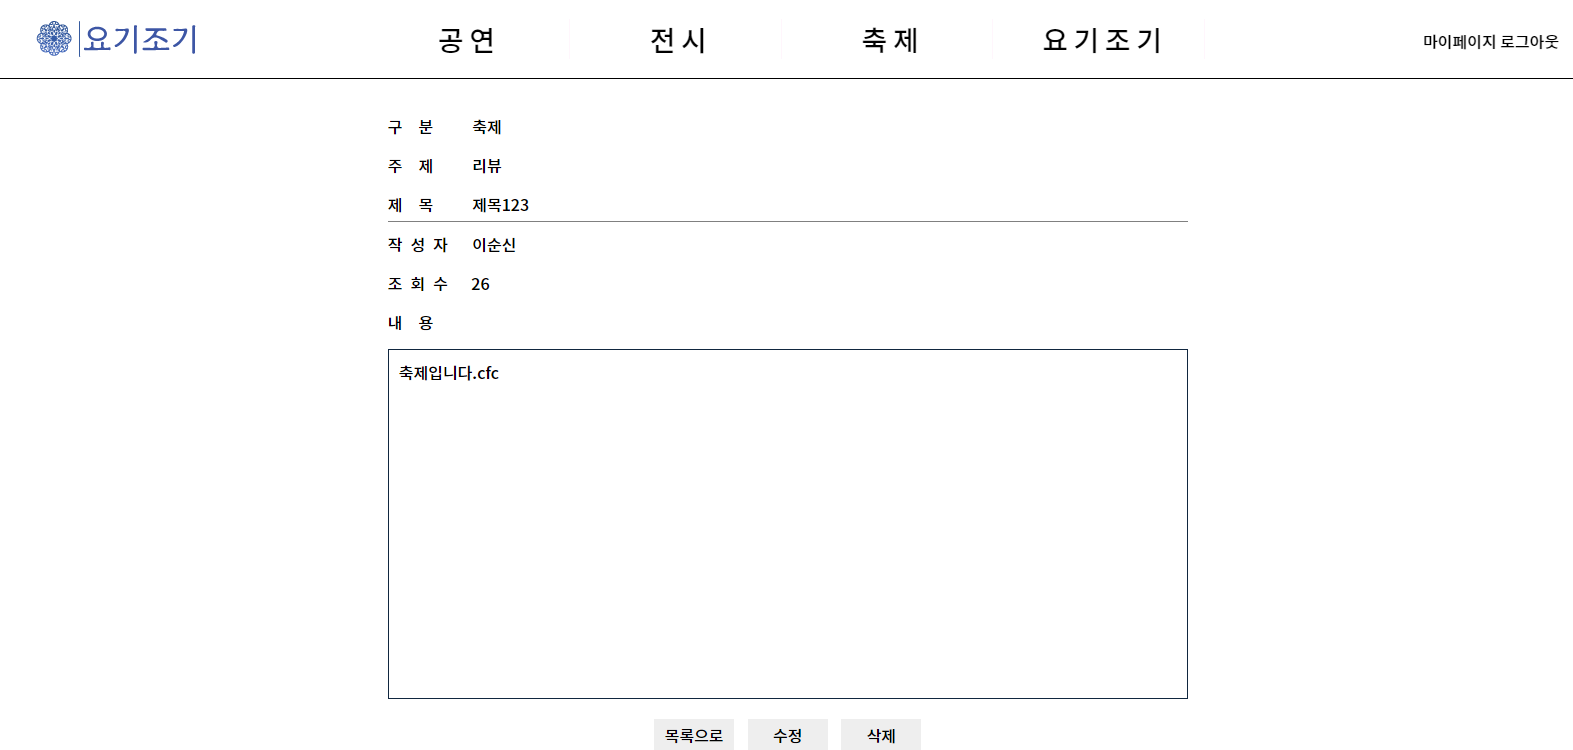 요기조기 공연 전시 축제 요기조기 마이페이지 로그아웃
구 분 축제
주 제 리뷰
제 목 제목123
작 성 자 이순신
조 회 수 26
내 용
축제입니다.cfc
목록으로 수정 삭제